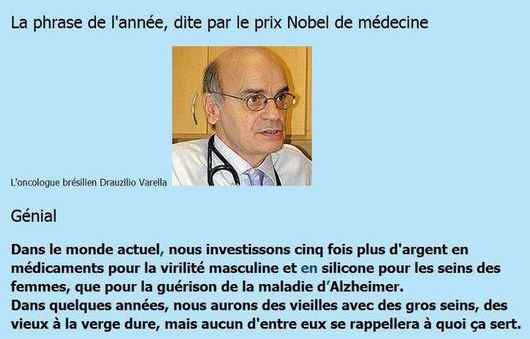 La phrase de l'année, dite par le prix Nobel de médecine
L'oncologue brésilien Drauzilio Varella
Génial
Dans le monde actuel, nous investissons cinq fois plus d'argent en
médicaments pour la virilité masculine et en silicone pour les seins des
femmes, que pour la guérison de la maladie d'Alzheimer.
Dans quelques années, nous aurons des vieilles avec des gros seins, des
vieux à la verge dure, mais aucun d'entre eux se rappellera à quoi ça sert.